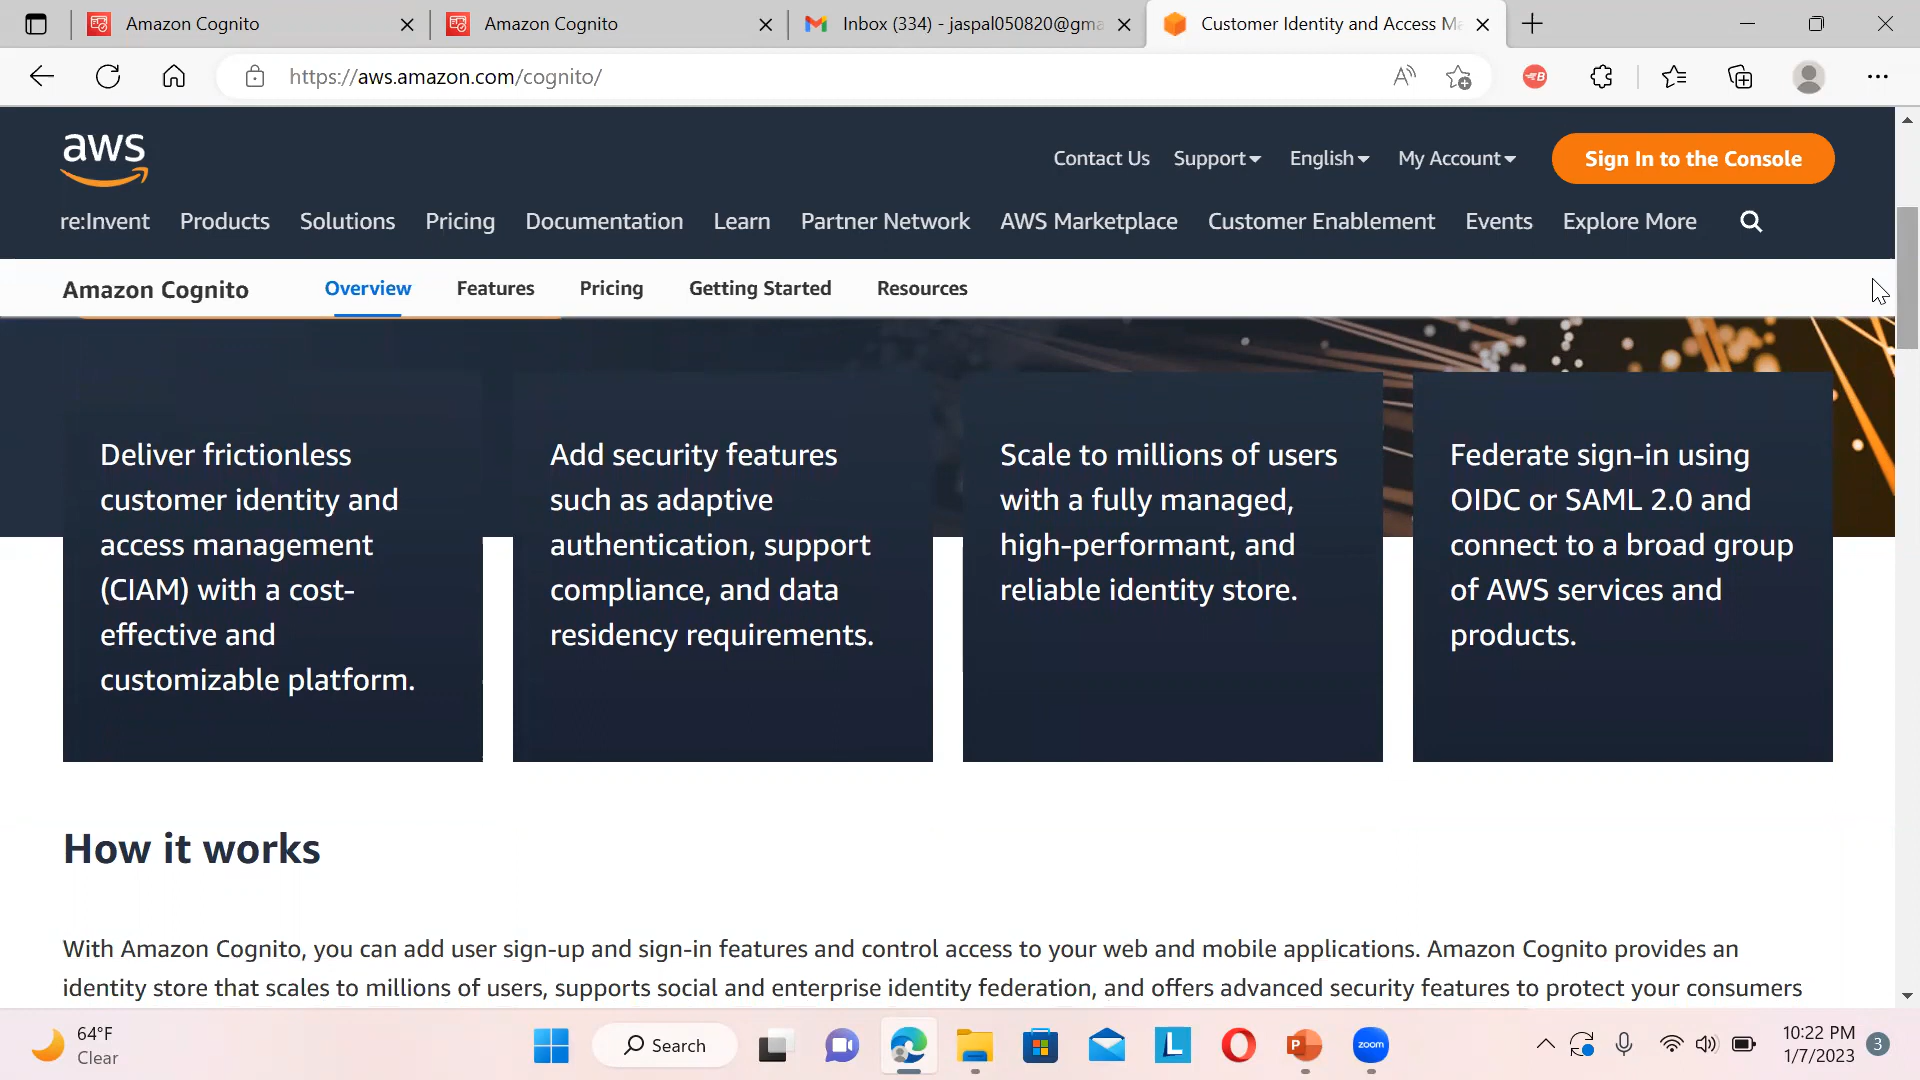 Amazon Cognito
Amazon Cognito
Inbox (334) - jaspal050820@gma
Customer Identity and Access Ma
https://aws.amazon.com/cognito/
aws
Contact Us Support English My Account Sign In to the Console
re:Invent Products Solutions Pricing Documentation Learn Partner Network AWS Marketplace Customer Enablement Events Explore More
Amazon Cognito Overview Features Pricing Getting Started Resources
Deliver frictionless
customer identity and
access management
(CIAM) with a cost-
effective and
customizable platform.
Add security features
such as adaptive
authentication, support
compliance, and data
residency requirements.
Scale to millions of users
with a fully managed,
high-performant, and
reliable identity store.
Federate sign-in using
OIDC or SAML 2.0 and
connect to a broad group
of AWS services and
products.
How it works
With Amazon Cognito, you can add user sign-up and sign-in features and control access to your web and mobile applications. Amazon Cognito provides an
identity store that scales to millions of users, supports social and enterprise identity federation, and offers advanced security features to protect your consumers
64°F
Clear
Search
L
P
zoom
10:22 PM
1/7/2023
3